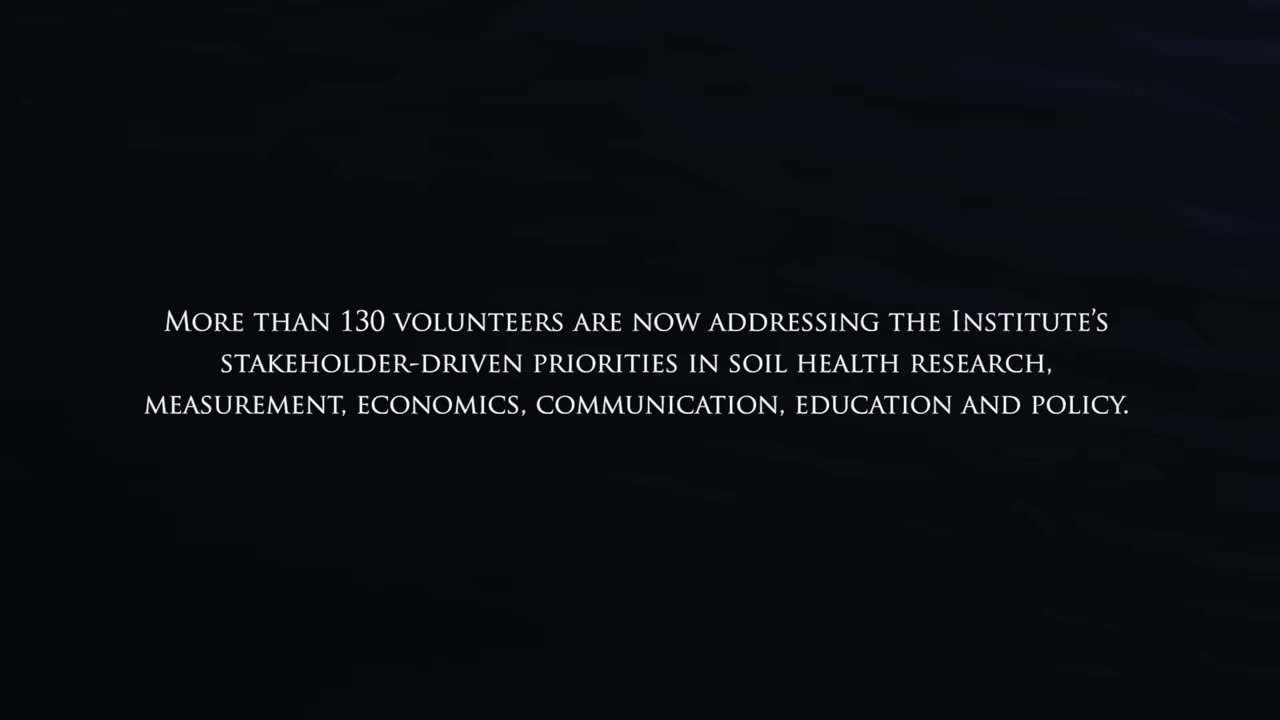 More than 130 volunteers are now addressing the Institute’s
stakeholder-driven priorities in soil health research,
measurement, economics, communication, education and policy.